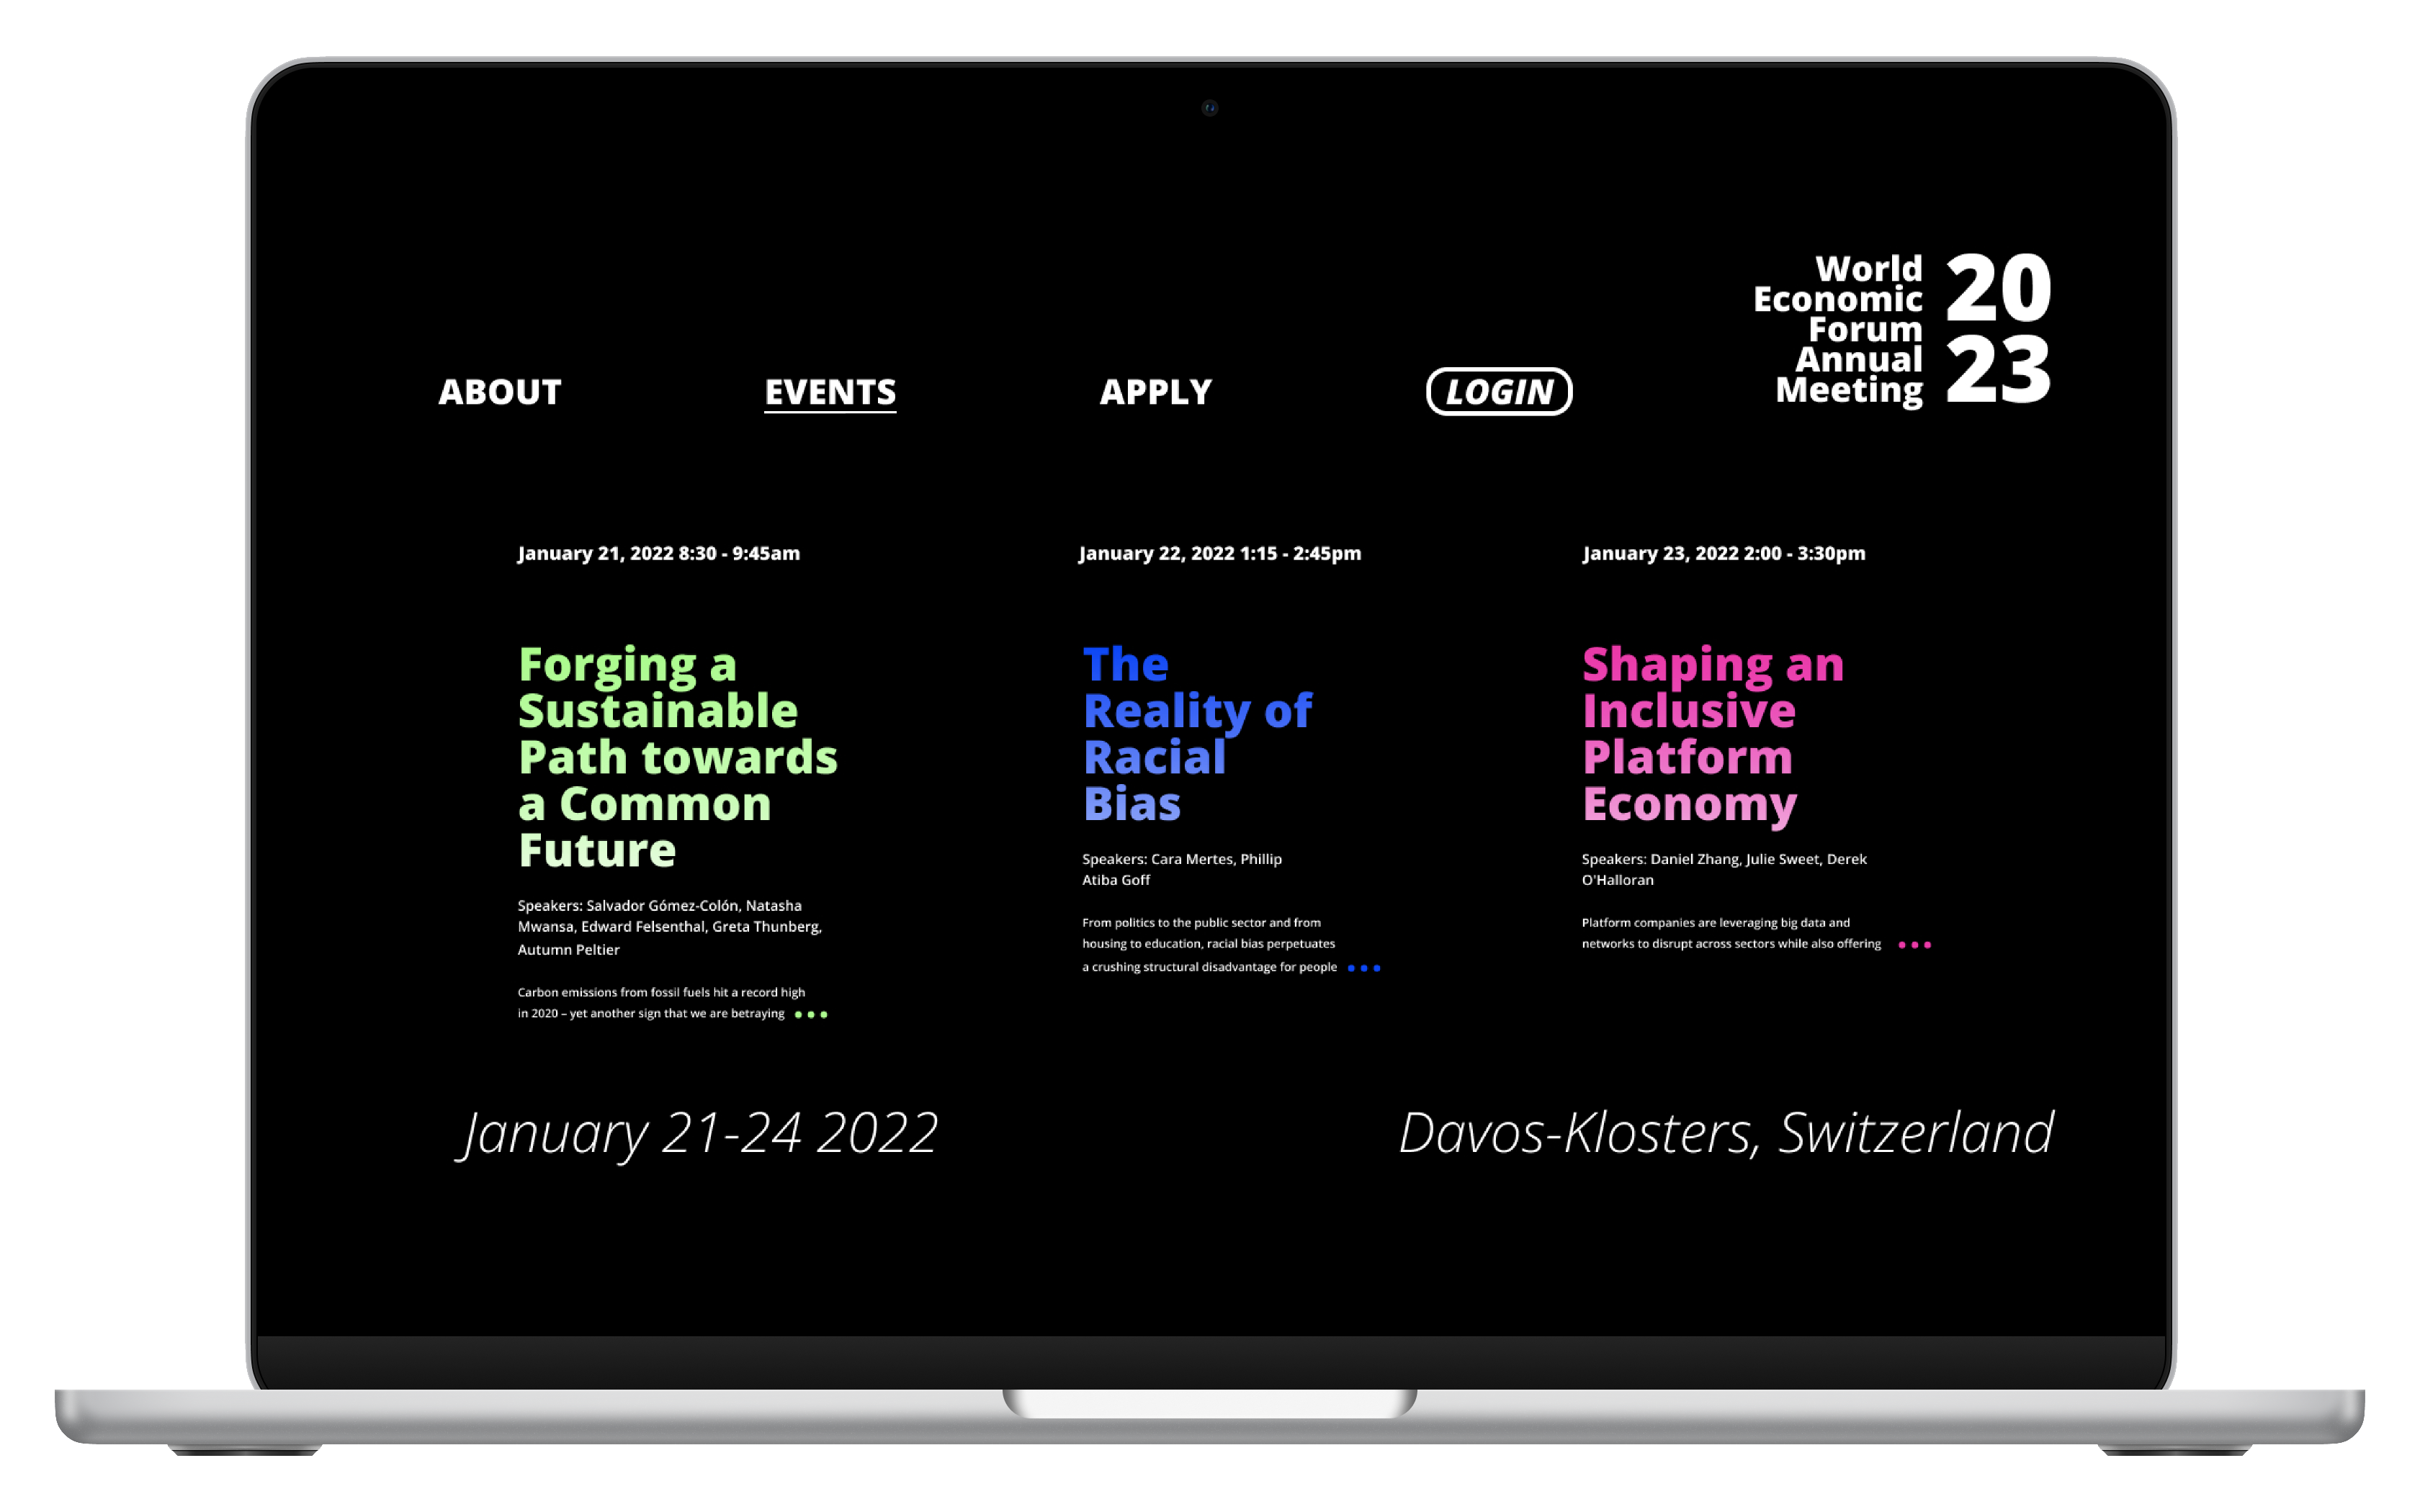 World
Economic
Forum
Annual
Meeting
20
23
ABOUT
EVENTS
APPLY
LOGIN
January 21, 2022 8:30 - 9:45am
Forging a
Sustainable
Path towards
a Common
Future
Speakers: Salvador Gómez-Colón, Natasha
Mwansa, Edward Felsenthal, Greta Thunberg,
Autumn Peltier
Carbon emissions from fossil fuels hit a record high
in 2020 – yet another sign that we are betraying ...
January 22, 2022 1:15 - 2:45pm
The
Reality of
Racial
Bias
Speakers: Cara Mertes, Phillip
Atiba Goff
From politics to the public sector and from
housing to education, racial bias perpetuates
a crushing structural disadvantage for people ...
January 23, 2022 2:00 - 3:30pm
Shaping an
Inclusive
Platform
Economy
Speakers: Daniel Zhang, Julie Sweet, Derek
O'Halloran
Platform companies are leveraging big data and
networks to disrupt across sectors while also offering ...
January 21-24 2022
Davos-Klosters, Switzerland